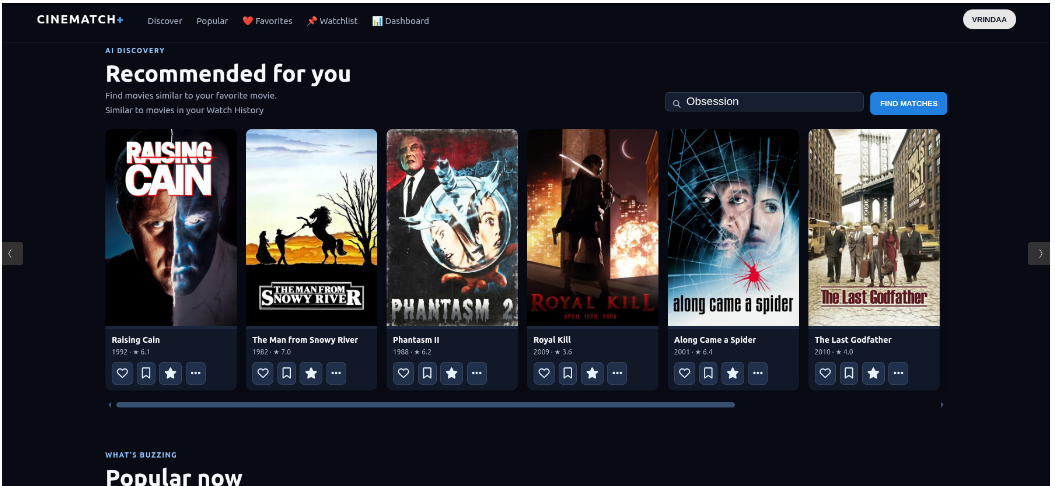 CINEMATCH+
Discover
Popular
❤️ Favorites
📌 Watchlist
📊 Dashboard
VRINDAA
AI DISCOVERY
Recommended for you
Find movies similar to your favorite movie.
Similar to movies in your Watch History
Obsession
FIND MATCHES
RAISING
CAIN
THE MAN FROM
SNOWY RIVER
PHANTASM 2
ROYAL KILL
APRIL 10TH, 2009
along came a spider
The Last Godfather
Raising Cain
1992 · ★ 6.1
The Man from Snowy River
1982 · ★ 7.0
Phantasm II
1988 · ★ 6.2
Royal Kill
2009 · ★ 3.6
Along Came a Spider
2001 · ★ 6.4
The Last Godfather
2010 · ★ 4.0
WHAT'S BUZZING
Popular now